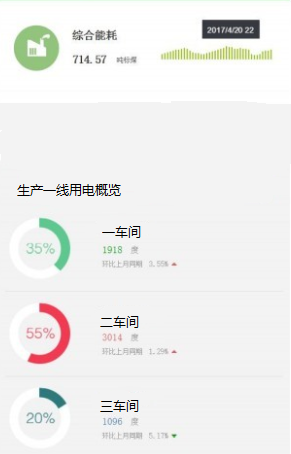 综合能耗
2017/4/20 22
714.57 吨标煤
生产一线用电概览
一车间
35%
1918 度
环比上月同期 3.55%
二车间
55%
3014 度
环比上月同期 1.29%
三车间
20%
1096 度
环比上月同期 5.17%